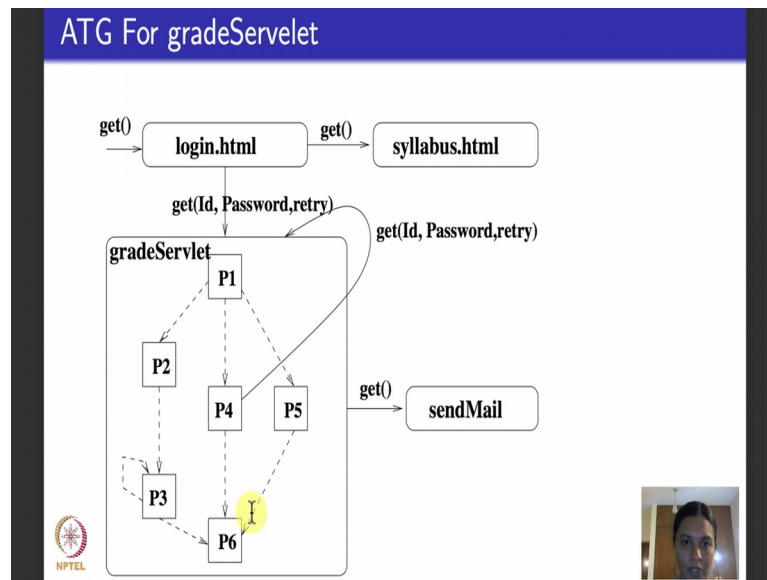 ATG For gradeServelet
get()
login.html
get()
syllabus.html
get(Id, Password,retry)
get(Id, Password,retry)
gradeServlet
P1
P2
P4
P5
get()
sendMail
P3
P6
NPTEL